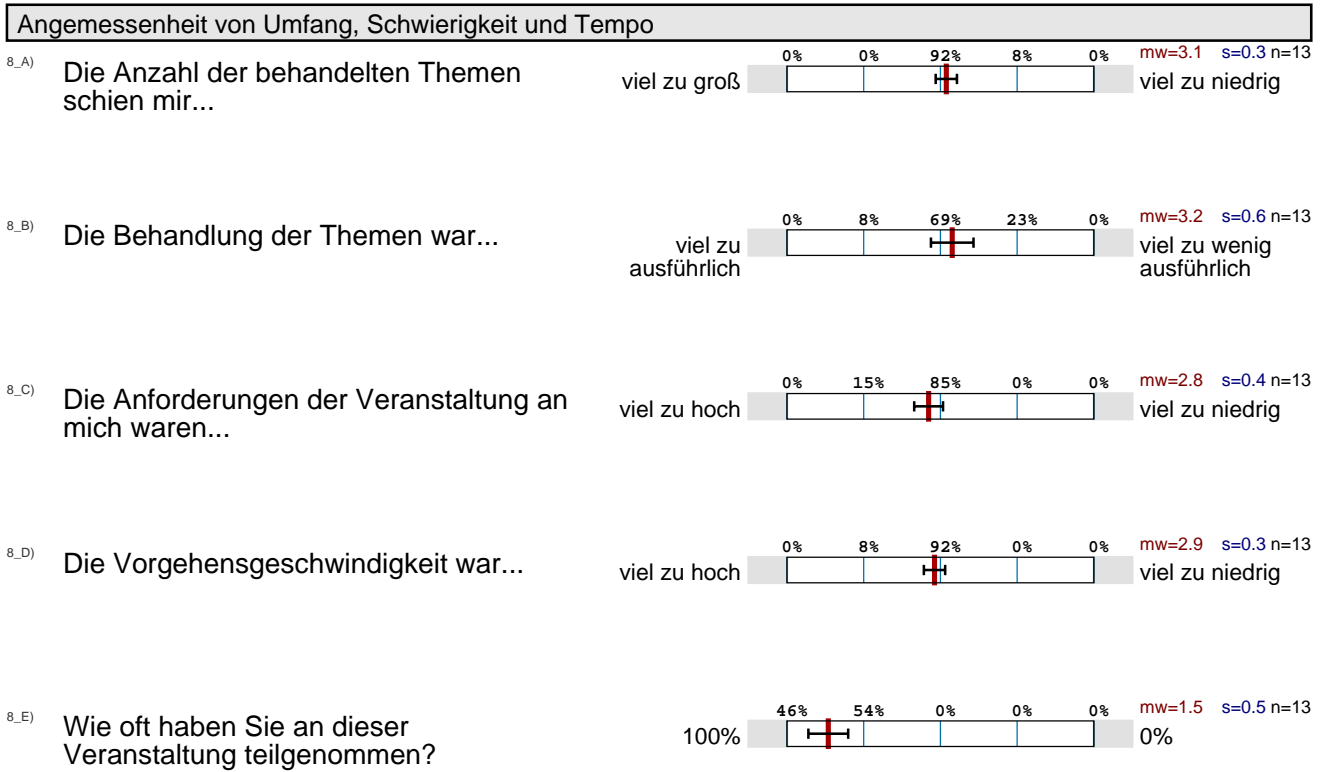 Angemessenheit von Umfang, Schwierigkeit und Tempo
8_A)
Die Anzahl der behandelten Themen
schien mir...
viel zu groß
0% 0% 92% 8% 0%
mw=3.1 s=0.3 n=13
viel zu niedrig
8_B)
Die Behandlung der Themen war...
viel zu
ausführlich
0% 8% 69% 23% 0%
mw=3.2 s=0.6 n=13
viel zu wenig
ausführlich
8_C)
Die Anforderungen der Veranstaltung an
mich waren...
viel zu hoch
0% 15% 85% 0% 0%
mw=2.8 s=0.4 n=13
viel zu niedrig
8_D)
Die Vorgehensgeschwindigkeit war...
viel zu hoch
0% 8% 92% 0% 0%
mw=2.9 s=0.3 n=13
viel zu niedrig
8_E)
Wie oft haben Sie an dieser
Veranstaltung teilgenommen?
100%
46% 54% 0% 0% 0%
mw=1.5 s=0.5 n=13
0%